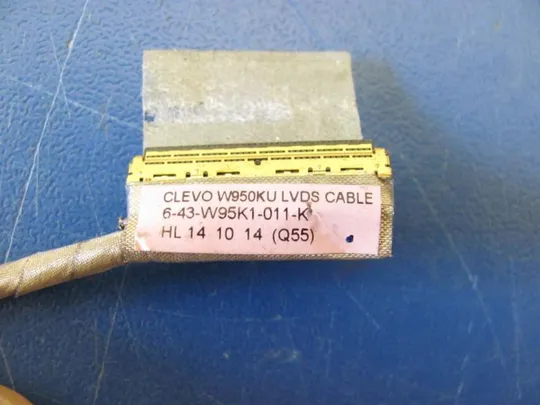 CLEVO W950KU LVDS CABLE
6-43-W95K1-011-K
HL 14 10 14 (Q55)